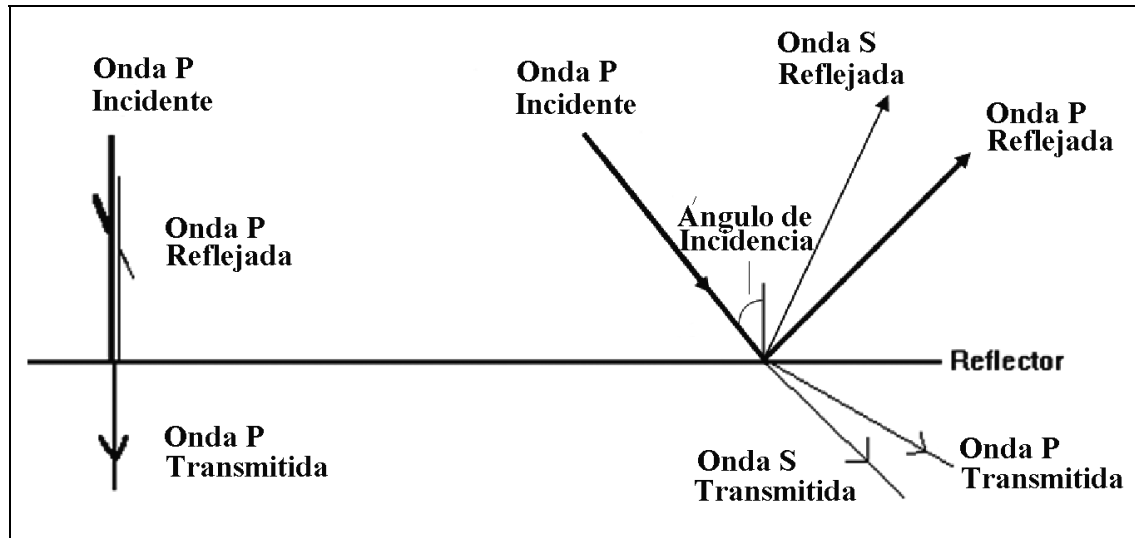 Onda P
Incidente
Onda P
Reflejada
Onda P
Transmitida
Onda P
Incidente
Onda S
Reflejada
Onda P
Reflejada
Ángulo de
Incidencia
Reflector
Onda S
Transmitida
Onda P
Transmitida